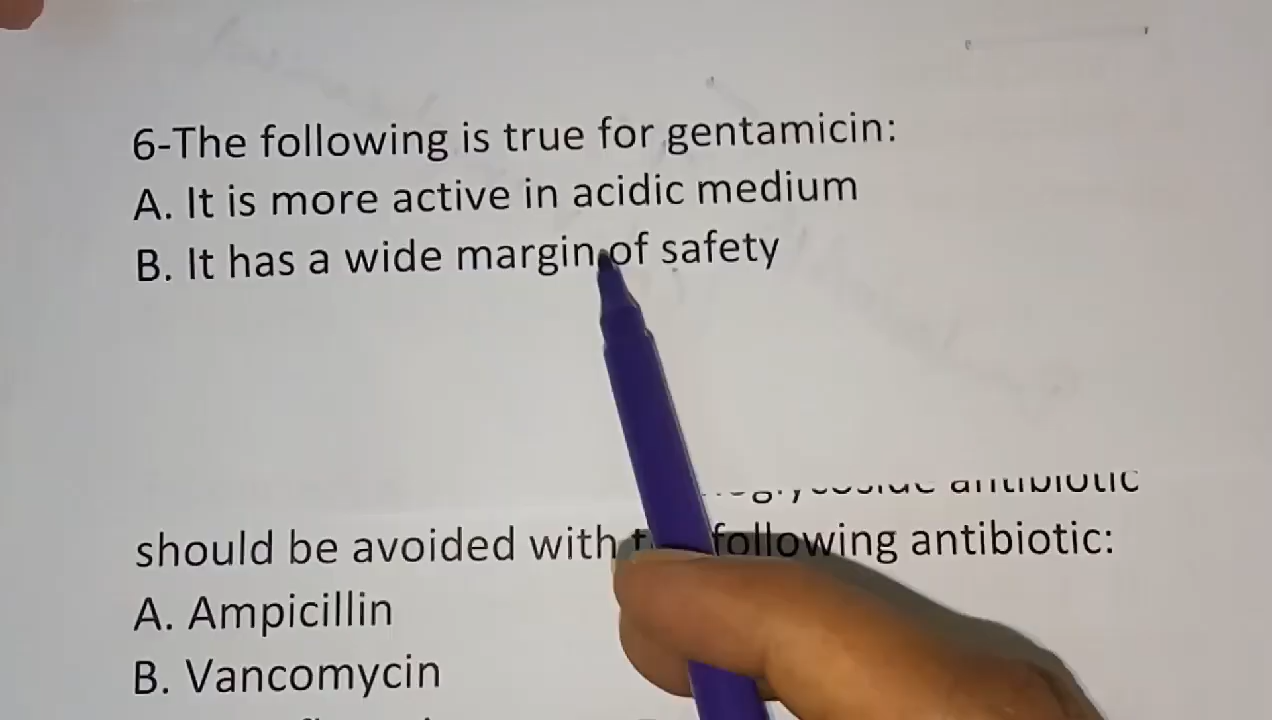 6-The following is true for gentamicin:
A. It is more active in acidic medium
B. It has a wide margin of safety
antibiotic
should be avoided with following antibiotic:
A. Ampicillin
B. Vancomycin